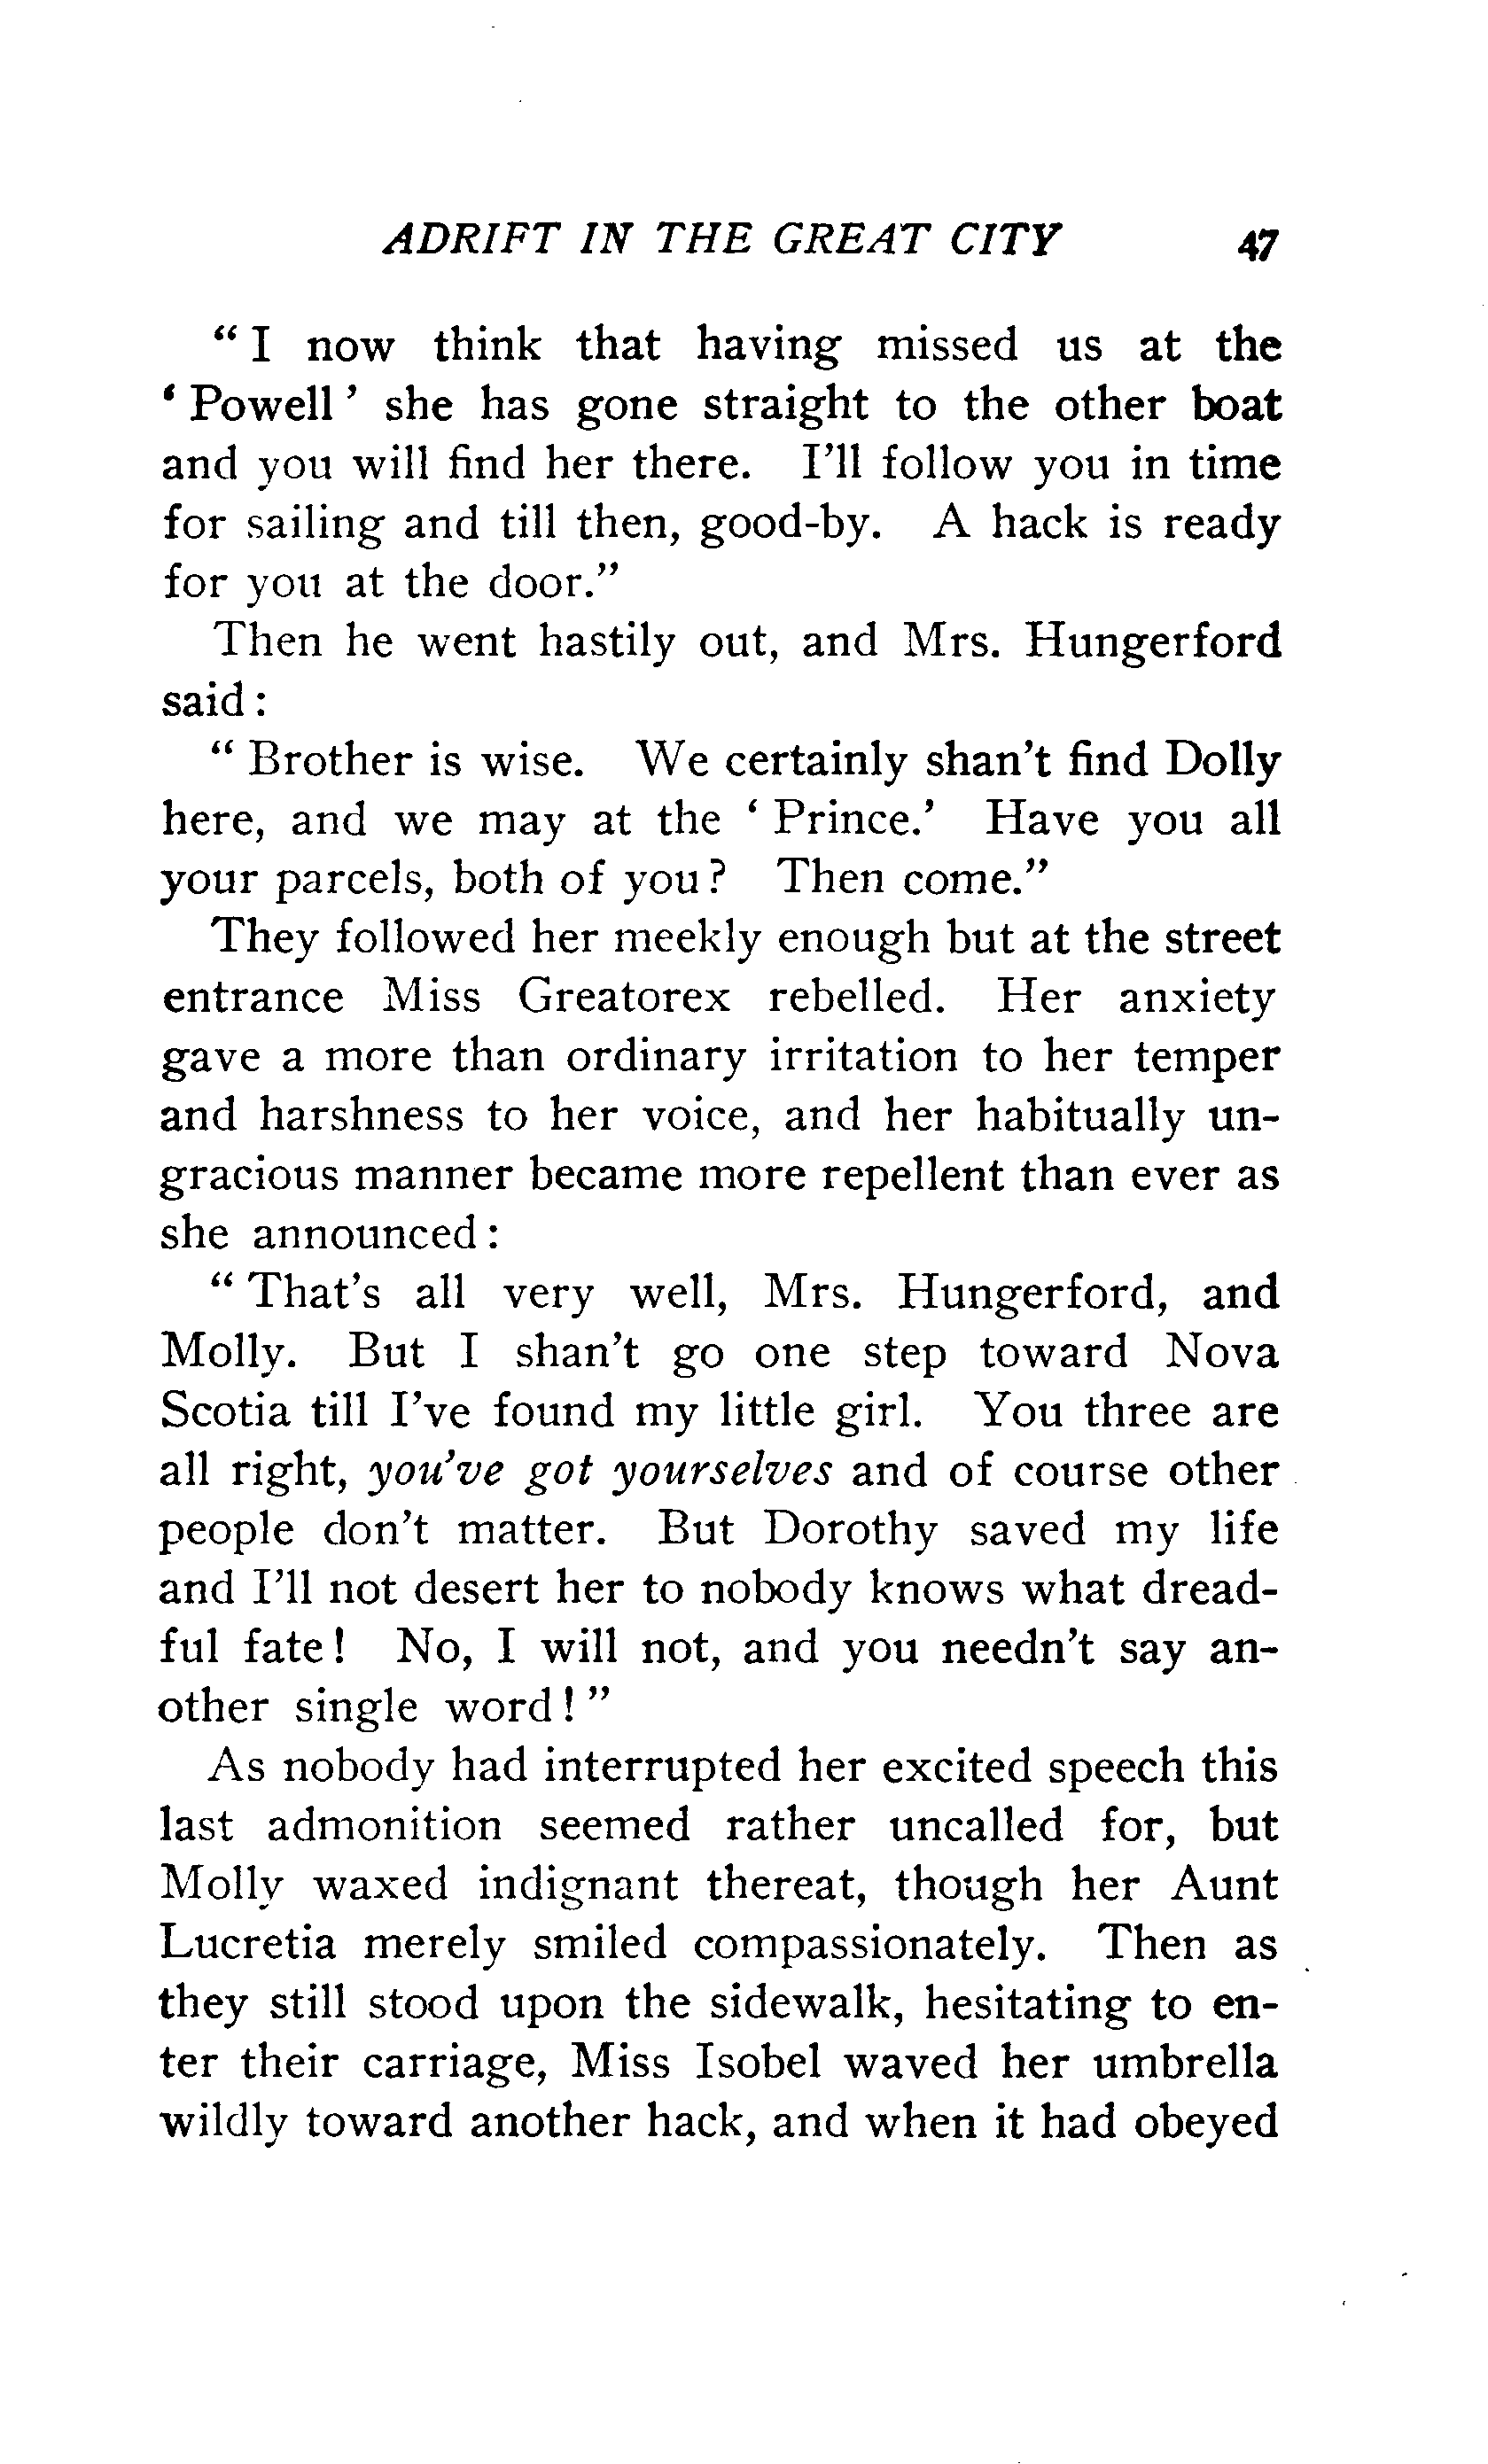 ADRIFT IN THE GREAT CITY 47
“ I now think that having missed us at the
‘ Powell ’ she has gone straight to the other boat
and you will find her there. I’ll follow you in time
for sailing and till then, good-by. A hack is ready
for you at the door.”
Then he went hastily out, and Mrs. Hungerford
said :
“ Brother is wise. We certainly shan’t find Dolly
here, and we may at the ‘ Prince.’ Have you all
your parcels, both of you ? Then come.”
They followed her meekly enough but at the street
entrance Miss Greatorex rebelled. Her anxiety
gave a more than ordinary irritation to her temper
and harshness to her voice, and her habitually un-
gracious manner became more repellent than ever as
she announced :
“ That’s all very well, Mrs. Hungerford, and
Molly. But I shan’t go one step toward Nova
Scotia till I’ve found my little girl. You three are
all right, you’ve got yourselves and of course other
people don’t matter. But Dorothy saved my life
and I’ll not desert her to nobody knows what dread-
ful fate ! No, I will not, and you needn’t say an-
other single word ! ”
As nobody had interrupted her excited speech this
last admonition seemed rather uncalled for, but
Molly waxed indignant thereat, though her Aunt
Lucretia merely smiled compassionately. Then as
they still stood upon the sidewalk, hesitating to en-
ter their carriage, Miss Isobel waved her umbrella
wildly toward another hack, and when it had obeyed